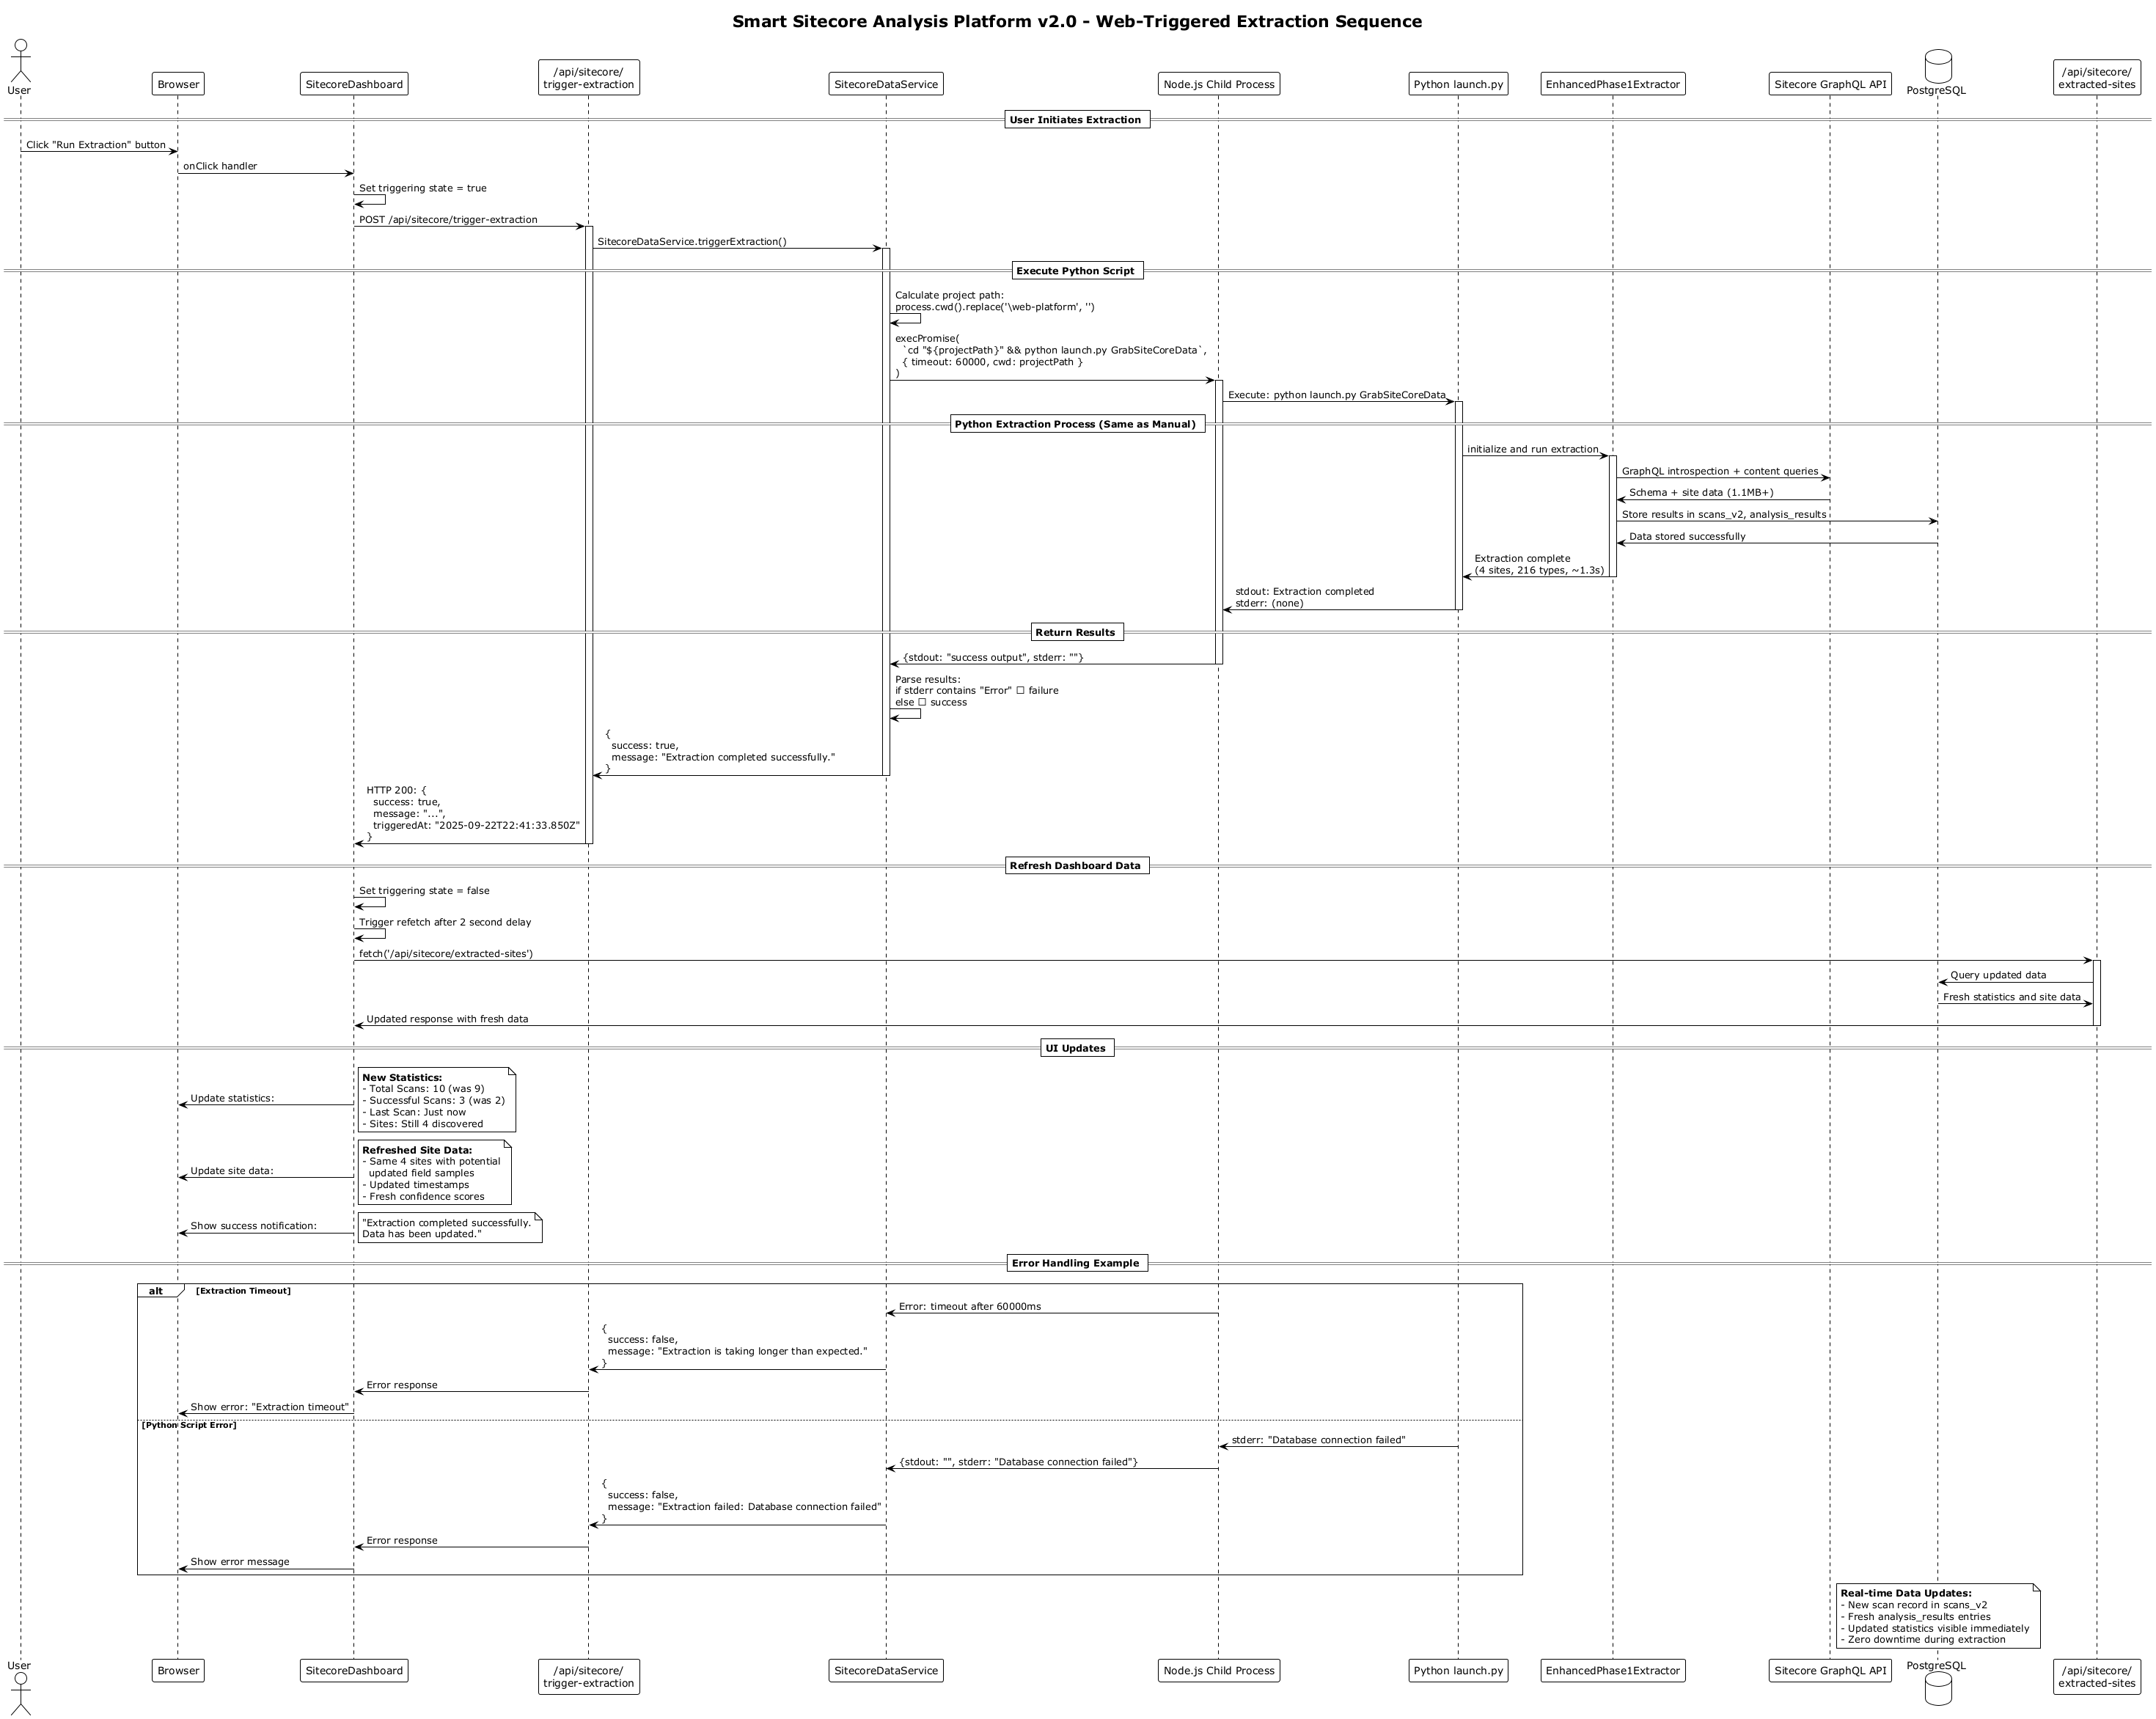 Smart Sitecore Analysis Platform v2.0 - Web-Triggered Extraction Sequence
User
Browser
SitecoreDashboard
/api/sitecore/
trigger-extraction
SitecoreDataService
Node.js Child Process
Python launch.py
EnhancedPhase1Extractor
Sitecore GraphQL API
PostgreSQL
/api/sitecore/
extracted-sites
User Initiates Extraction
Click "Run Extraction" button
onClick handler
Set triggering state = true
POST /api/sitecore/trigger-extraction
SitecoreDataService.triggerExtraction()
Execute Python Script
Calculate project path:
process.cwd().replace('\web-platform', '')
execPromise(
`cd "${projectPath}" && python launch.py GrabSiteCoreData`,
{ timeout: 60000, cwd: projectPath }
)
Execute: python launch.py GrabSiteCoreData
Python Extraction Process (Same as Manual)
initialize and run extraction
GraphQL introspection + content queries
Schema + site data (1.1MB+)
Store results in scans_v2, analysis_results
Data stored successfully
Extraction complete
(4 sites, 216 types, ~1.3s)
stdout: Extraction completed
stderr: (none)
Return Results
{stdout: "success output", stderr: ""}
Parse results:
if stderr contains "Error" □ failure
else □ success
{
success: true,
message: "Extraction completed successfully."
}
HTTP 200: {
success: true,
message: "...",
triggeredAt: "2025-09-22T22:41:33.850Z"
}
Refresh Dashboard Data
Set triggering state = false
Trigger refetch after 2 second delay
fetch('/api/sitecore/extracted-sites')
Query updated data
Fresh statistics and site data
Updated response with fresh data
UI Updates
Update statistics:
New Statistics:
- Total Scans: 10 (was 9)
- Successful Scans: 3 (was 2)
- Last Scan: Just now
- Sites: Still 4 discovered
Update site data:
Refreshed Site Data:
- Same 4 sites with potential
updated field samples
- Updated timestamps
- Fresh confidence scores
Show success notification:
"Extraction completed successfully.
Data has been updated."
Error Handling Example
alt [Extraction Timeout]
Error: timeout after 60000ms
{
success: false,
message: "Extraction is taking longer than expected."
}
Error response
Show error: "Extraction timeout"
[Python Script Error]
stderr: "Database connection failed"
{stdout: "", stderr: "Database connection failed"}
{
success: false,
message: "Extraction failed: Database connection failed"
}
Error response
Show error message
Real-time Data Updates:
- New scan record in scans_v2
- Fresh analysis_results entries
- Updated statistics visible immediately
- Zero downtime during extraction
User
Browser
SitecoreDashboard
/api/sitecore/
trigger-extraction
SitecoreDataService
Node.js Child Process
Python launch.py
EnhancedPhase1Extractor
Sitecore GraphQL API
PostgreSQL
/api/sitecore/
extracted-sites